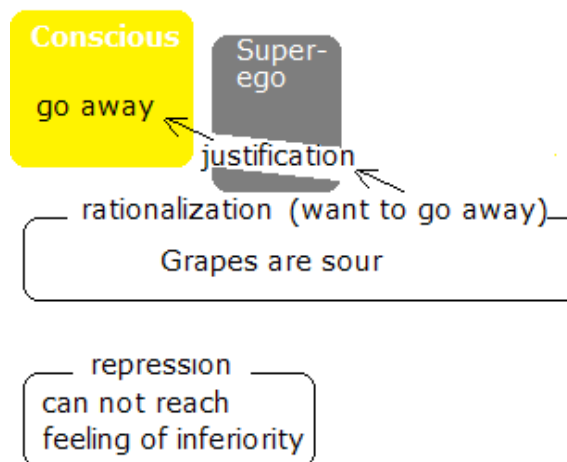 Conscious
Super-
ego
go away
justification
rationalization (want to go away)
Grapes are sour
repression
can not reach
feeling of inferiority